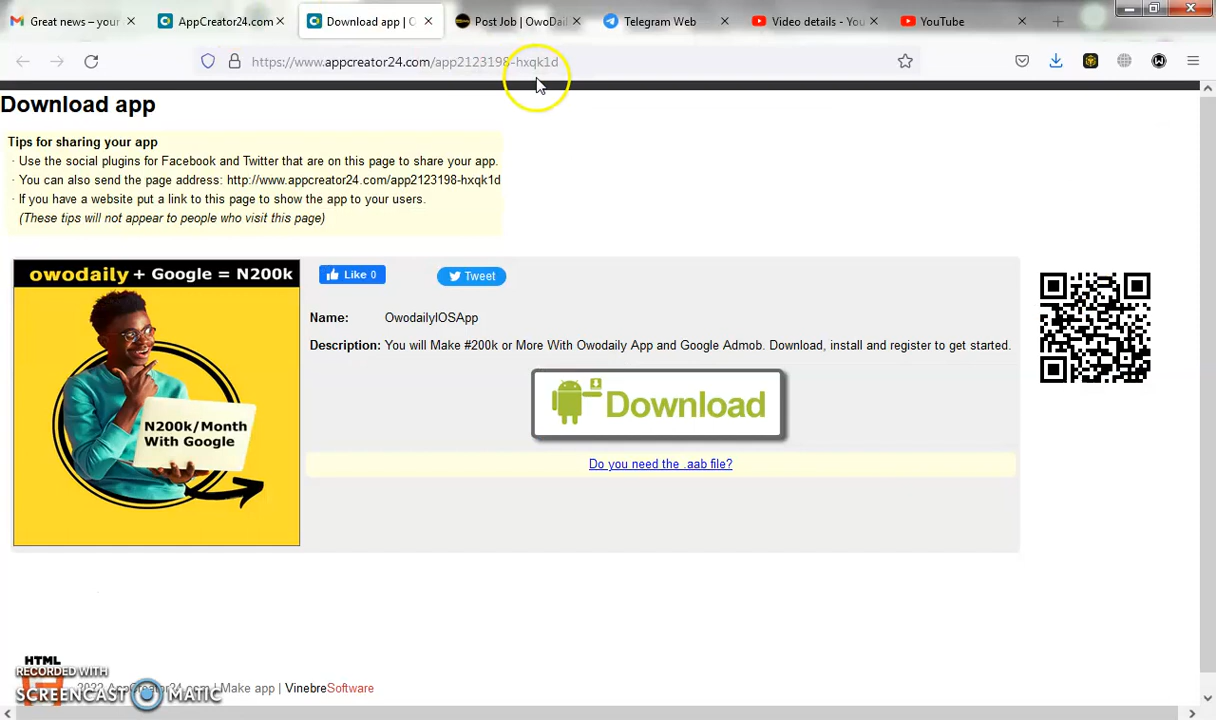 Great news – your
AppCreator24.com
Download app | O
Post Job | OwoDail
Telegram Web
Video details - You
YouTube
https://www.appcreator24.com/app2123198-hxqk1d
Download app
Tips for sharing your app
· Use the social plugins for Facebook and Twitter that are on this page to share your app.
· You can also send the page address: http://www.appcreator24.com/app2123198-hxqk1d
· If you have a website put a link to this page to show the app to your users.
(These tips will not appear to people who visit this page)
owodaily + Google = N200k
Like 0
Tweet
Name: OwodailyIOSApp
Description: You will Make #200k or More With Owodaily App and Google Admob. Download, install and register to get started.
Download
N200k/Month
With Google
Do you need the .aab file?
HTML
RECORDED WITH
2022 AppCreator24.com | Make app | VinebreSoftware
SCREENCAST MATIC